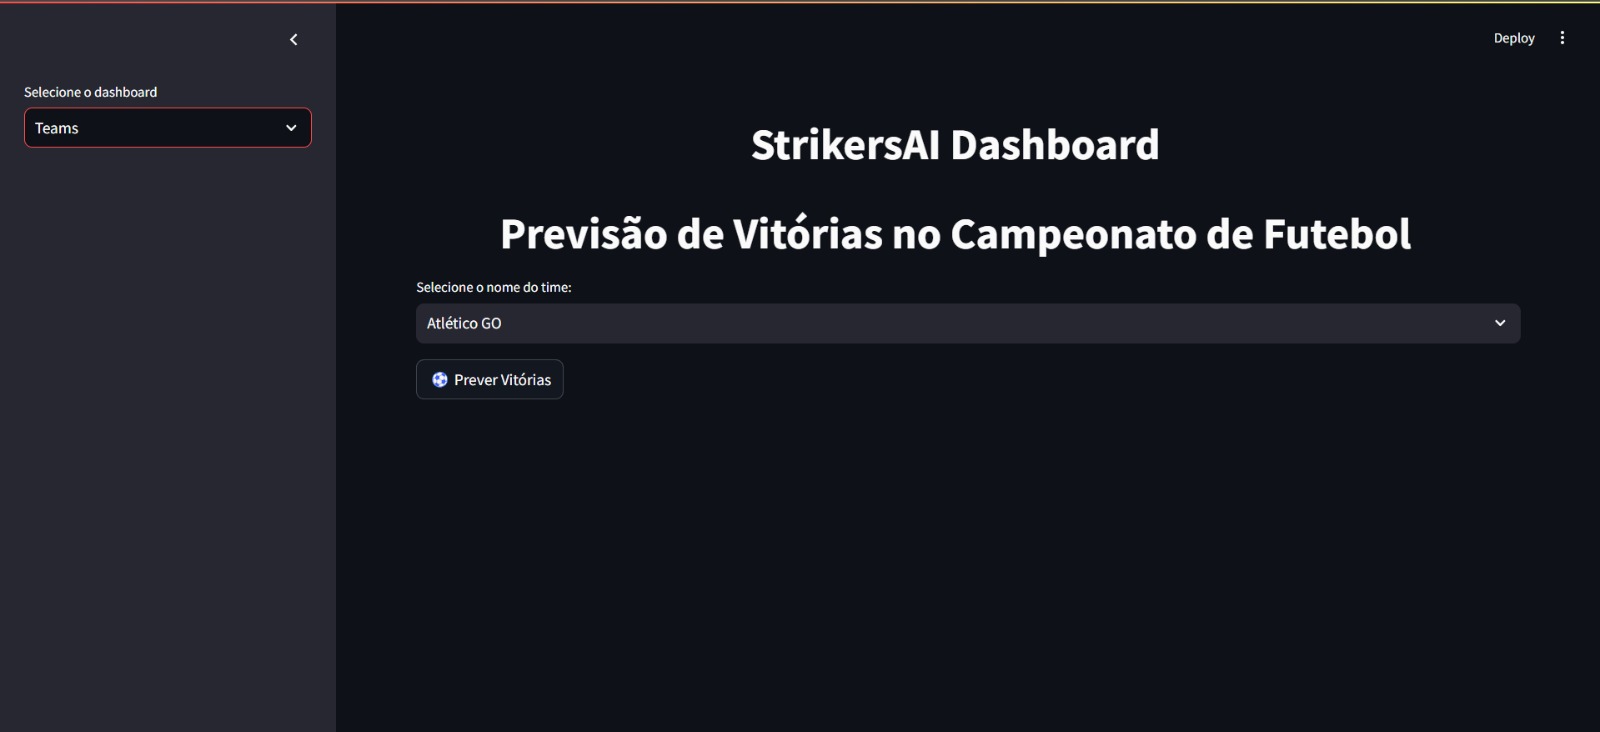 Deploy
Selecione o dashboard
Teams
StrikersAI Dashboard
Previsão de Vitórias no Campeonato de Futebol
Selecione o nome do time:
Atlético GO
⚽ Prever Vitórias